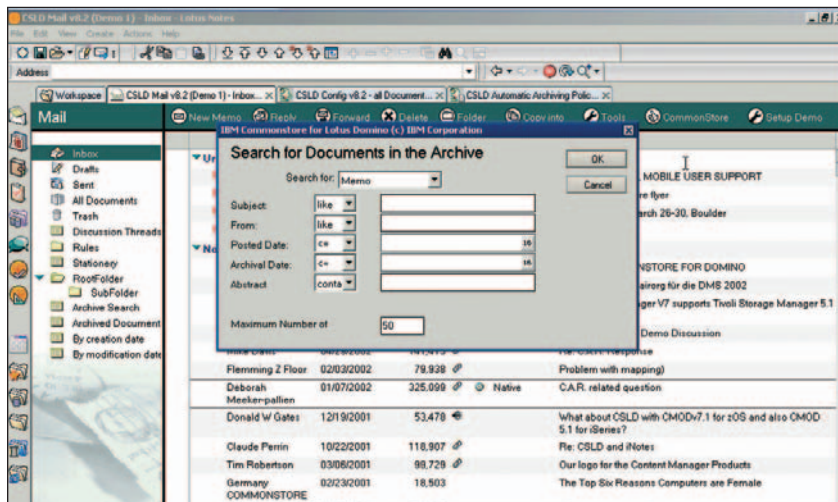 CSLD Mail v8.2 (Demo 1) - Inbox - Lotus Notes
File Edit View Create Actions Help
Address
Workspace CSLD Mail v8.2 (Demo 1) - Inbox... CSLD Config v8.2 - all Document... CSLD Automatic Archiving Polic...
Mail
New Memo Reply Forward Delete Folder Copy into Tools CommonStore Setup Demo
Inbox
Drafts
Sent
All Documents
Trash
Discussion Threads
Rules
Stationery
RootFolder
SubFolder
Archive Search
Archived Document
By creation date
By modification date
IBM Commonstore for Lotus Domino (c) IBM Corporation
Search for Documents in the Archive
OK
Cancel
Search for: Memo
Subject: like
From: like
Posted Date: <=
16
Archival Date: <=
16
Abstract conta
Maximum Number of 50
MOBILE USER SUPPORT
re flyer
arch 26-30, Boulder
NSTORE FOR DOMINO
airorg für die DMS 2002
ger V7 supports Tivoli Storage Manager 5.1
Demo Discussion
Re: C.A.R. Response
Flemming Z Floor 02/03/2002 79,938 Problem with mapping)
Deborah Meeker-pallien 01/07/2002 325,099 Native C.A.R. related question
Donald W Gates 12/19/2001 53,478 What about CSLD with CMODv7.1 for zOS and also CMOD
5.1 for iSeries?
Claude Perrin 10/22/2001 118,907 Re: CSLD and iNotes
Tim Robertson 03/06/2001 99,729 Our logo for the Content Manager Products
Germany COMMONSTORE 02/23/2001 18,503 The Top Six Reasons Computers are Female